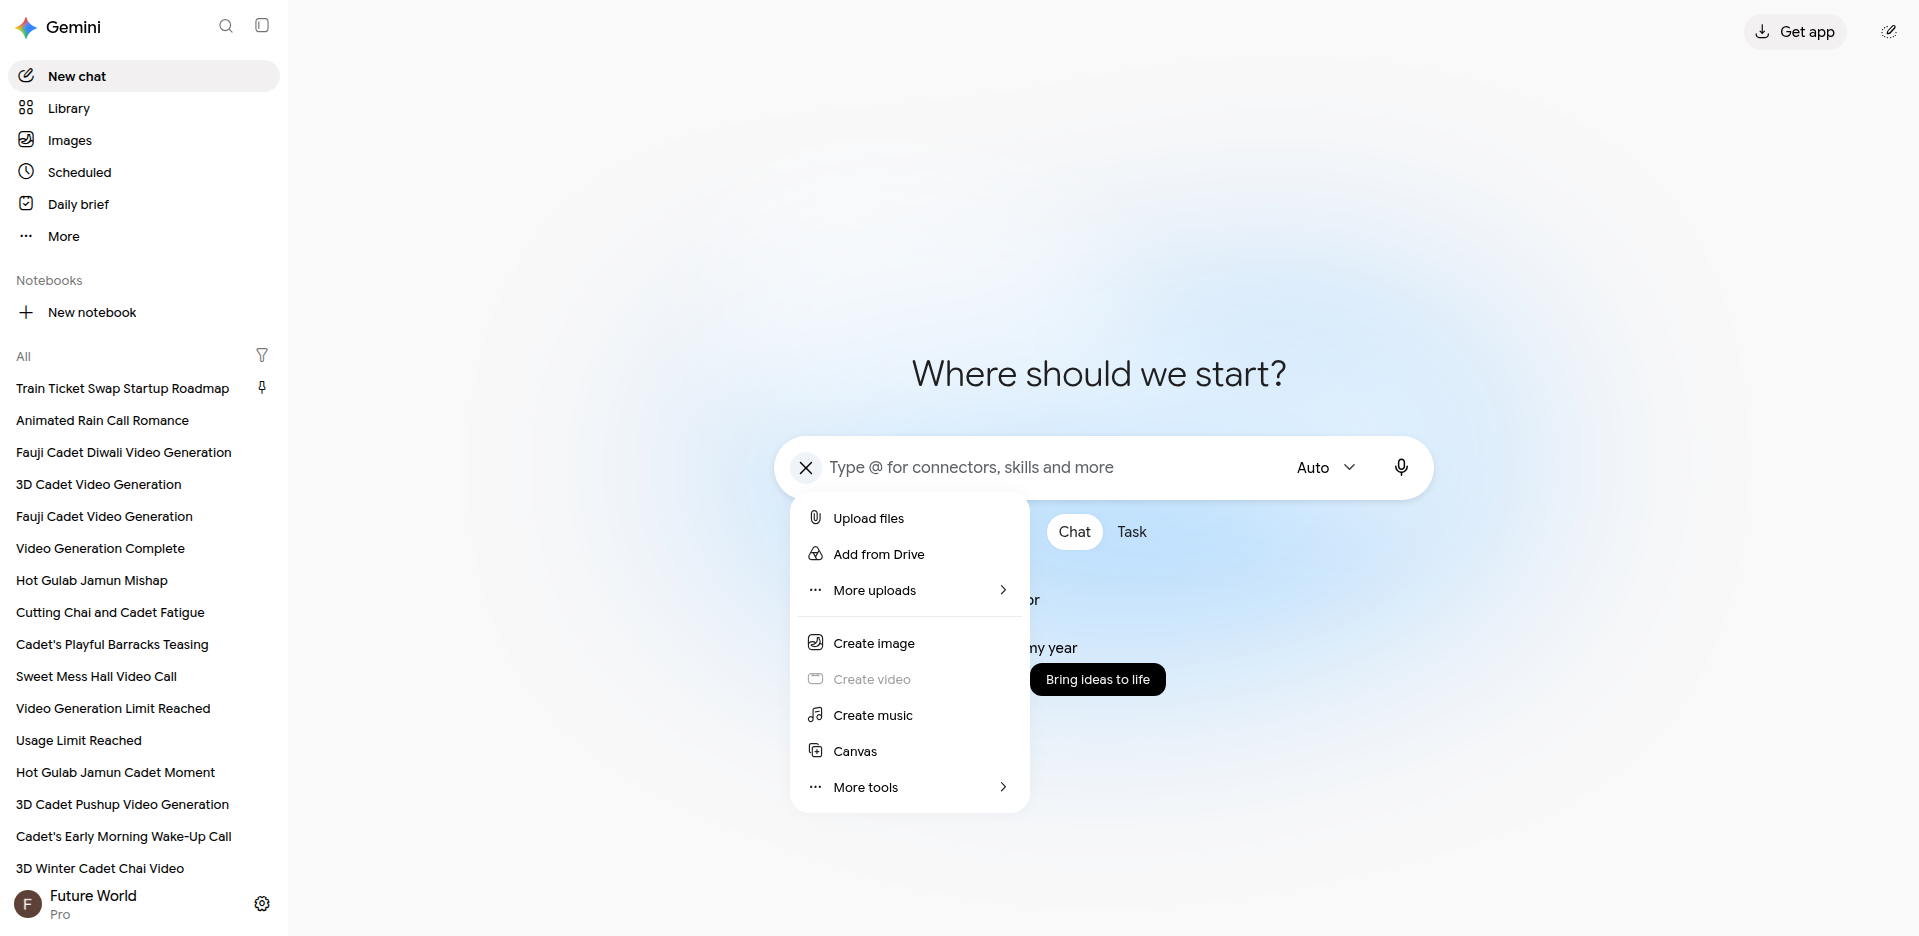 Gemini
New chat
Library
Images
Scheduled
Daily brief
More
Notebooks
New notebook
All
Train Ticket Swap Startup Roadmap
Animated Rain Call Romance
Fauji Cadet Diwali Video Generation
3D Cadet Video Generation
Fauji Cadet Video Generation
Video Generation Complete
Hot Gulab Jamun Mishap
Cutting Chai and Cadet Fatigue
Cadet's Playful Barracks Teasing
Sweet Mess Hall Video Call
Video Generation Limit Reached
Usage Limit Reached
Hot Gulab Jamun Cadet Moment
3D Cadet Pushup Video Generation
Cadet's Early Morning Wake-Up Call
3D Winter Cadet Chai Video
F
Future World
Pro
Get app
Where should we start?
Type @ for connectors, skills and more
Auto
Chat Task
Upload files
Add from Drive
More uploads
Create image
my year
Create video
Bring ideas to life
Create music
Canvas
More tools